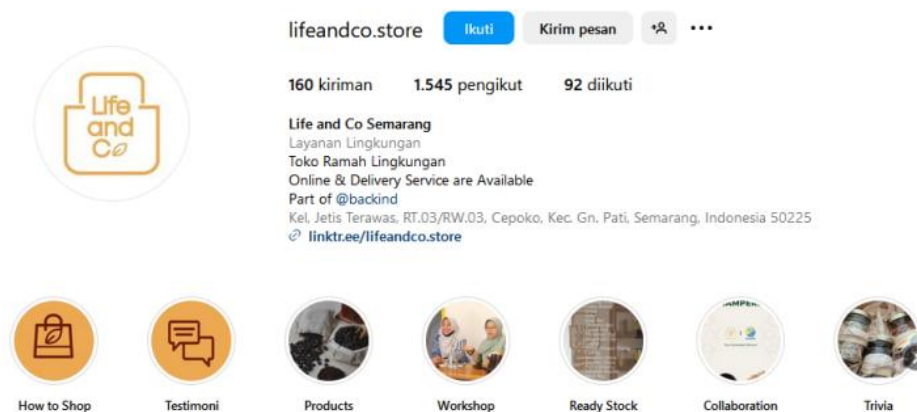 lifeandco.store Ikuti Kirim pesan
160 kiriman 1.545 pengikut 92 diikuti
Life
and
Co
Life and Co Semarang
Layanan Lingkungan
Toko Ramah Lingkungan
Online & Delivery Service are Available
Part of @backind
Kel, Jetis Terawas, RT.03/RW.03, Cepoko, Kec. Gn. Pati, Semarang, Indonesia 50225
linktr.ee/lifeandco.store
How to Shop Testimoni Products Workshop Ready Stock Collaboration Trivia